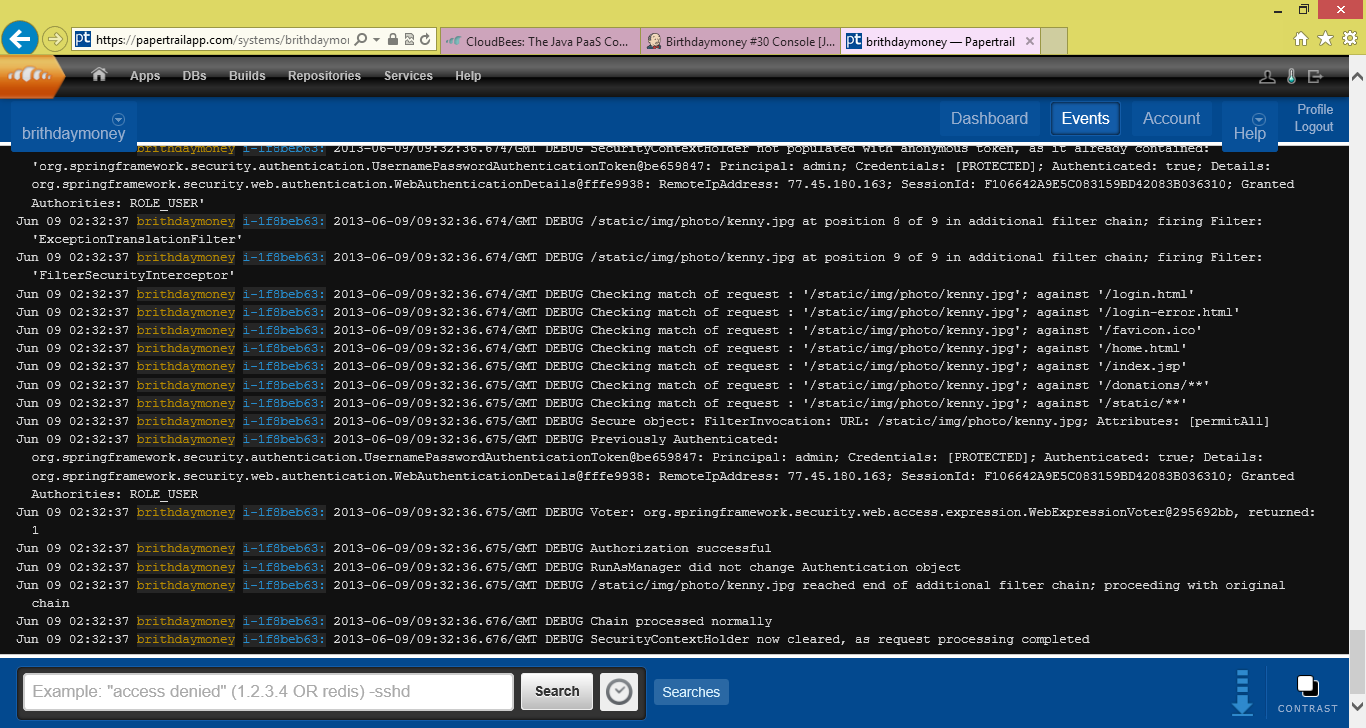 https://papertrailapp.com/systems/brithdaymon
CloudBees: The Java PaaS Co...
Birthdaymoney #30 Console [J...
pt brithdaymoney — Papertrail
Apps DBs Builds Repositories Services Help
brithdaymoney
Dashboard Events Account Help
Profile
Logout
brithdaymoney i-1f8beb63: 2013-06-09/09:32:36.674/GMT DEBUG SecurityContextHolder not populated with anonymous token, as it already contained:
'org.springframework.security.authentication.UsernamePasswordAuthenticationToken@be659847: Principal: admin; Credentials: [PROTECTED]; Authenticated: true; Details:
org.springframework.security.web.authentication.WebAuthenticationDetails@fffe9938: RemoteIpAddress: 77.45.180.163; SessionId: F106642A9E5C083159BD42083B036310; Granted
Authorities: ROLE_USER'
Jun 09 02:32:37 brithdaymoney i-1f8beb63: 2013-06-09/09:32:36.674/GMT DEBUG /static/img/photo/kenny.jpg at position 8 of 9 in additional filter chain; firing Filter:
'ExceptionTranslationFilter'
Jun 09 02:32:37 brithdaymoney i-1f8beb63: 2013-06-09/09:32:36.674/GMT DEBUG /static/img/photo/kenny.jpg at position 9 of 9 in additional filter chain; firing Filter:
'FilterSecurityInterceptor'
Jun 09 02:32:37 brithdaymoney i-1f8beb63: 2013-06-09/09:32:36.674/GMT DEBUG Checking match of request : '/static/img/photo/kenny.jpg'; against '/login.html'
Jun 09 02:32:37 brithdaymoney i-1f8beb63: 2013-06-09/09:32:36.674/GMT DEBUG Checking match of request : '/static/img/photo/kenny.jpg'; against '/login-error.html'
Jun 09 02:32:37 brithdaymoney i-1f8beb63: 2013-06-09/09:32:36.674/GMT DEBUG Checking match of request : '/static/img/photo/kenny.jpg'; against '/favicon.ico'
Jun 09 02:32:37 brithdaymoney i-1f8beb63: 2013-06-09/09:32:36.674/GMT DEBUG Checking match of request : '/static/img/photo/kenny.jpg'; against '/home.html'
Jun 09 02:32:37 brithdaymoney i-1f8beb63: 2013-06-09/09:32:36.675/GMT DEBUG Checking match of request : '/static/img/photo/kenny.jpg'; against '/index.jsp'
Jun 09 02:32:37 brithdaymoney i-1f8beb63: 2013-06-09/09:32:36.675/GMT DEBUG Checking match of request : '/static/img/photo/kenny.jpg'; against '/donations/**'
Jun 09 02:32:37 brithdaymoney i-1f8beb63: 2013-06-09/09:32:36.675/GMT DEBUG Checking match of request : '/static/img/photo/kenny.jpg'; against '/static/**'
Jun 09 02:32:37 brithdaymoney i-1f8beb63: 2013-06-09/09:32:36.675/GMT DEBUG Secure object: FilterInvocation: URL: /static/img/photo/kenny.jpg; Attributes: [permitAll]
Jun 09 02:32:37 brithdaymoney i-1f8beb63: 2013-06-09/09:32:36.675/GMT DEBUG Previously Authenticated:
org.springframework.security.authentication.UsernamePasswordAuthenticationToken@be659847: Principal: admin; Credentials: [PROTECTED]; Authenticated: true; Details:
org.springframework.security.web.authentication.WebAuthenticationDetails@fffe9938: RemoteIpAddress: 77.45.180.163; SessionId: F106642A9E5C083159BD42083B036310; Granted
Authorities: ROLE_USER
Jun 09 02:32:37 brithdaymoney i-1f8beb63: 2013-06-09/09:32:36.675/GMT DEBUG Voter: org.springframework.security.web.access.expression.WebExpressionVoter@295692bb, returned:
1
Jun 09 02:32:37 brithdaymoney i-1f8beb63: 2013-06-09/09:32:36.675/GMT DEBUG Authorization successful
Jun 09 02:32:37 brithdaymoney i-1f8beb63: 2013-06-09/09:32:36.675/GMT DEBUG RunAsManager did not change Authentication object
Jun 09 02:32:37 brithdaymoney i-1f8beb63: 2013-06-09/09:32:36.675/GMT DEBUG /static/img/photo/kenny.jpg reached end of additional filter chain; proceeding with original
chain
Jun 09 02:32:37 brithdaymoney i-1f8beb63: 2013-06-09/09:32:36.676/GMT DEBUG Chain processed normally
Jun 09 02:32:37 brithdaymoney i-1f8beb63: 2013-06-09/09:32:36.676/GMT DEBUG SecurityContextHolder now cleared, as request processing completed
Example: "access denied" (1.2.3.4 OR redis) -sshd
Search
Searches
CONTRAST